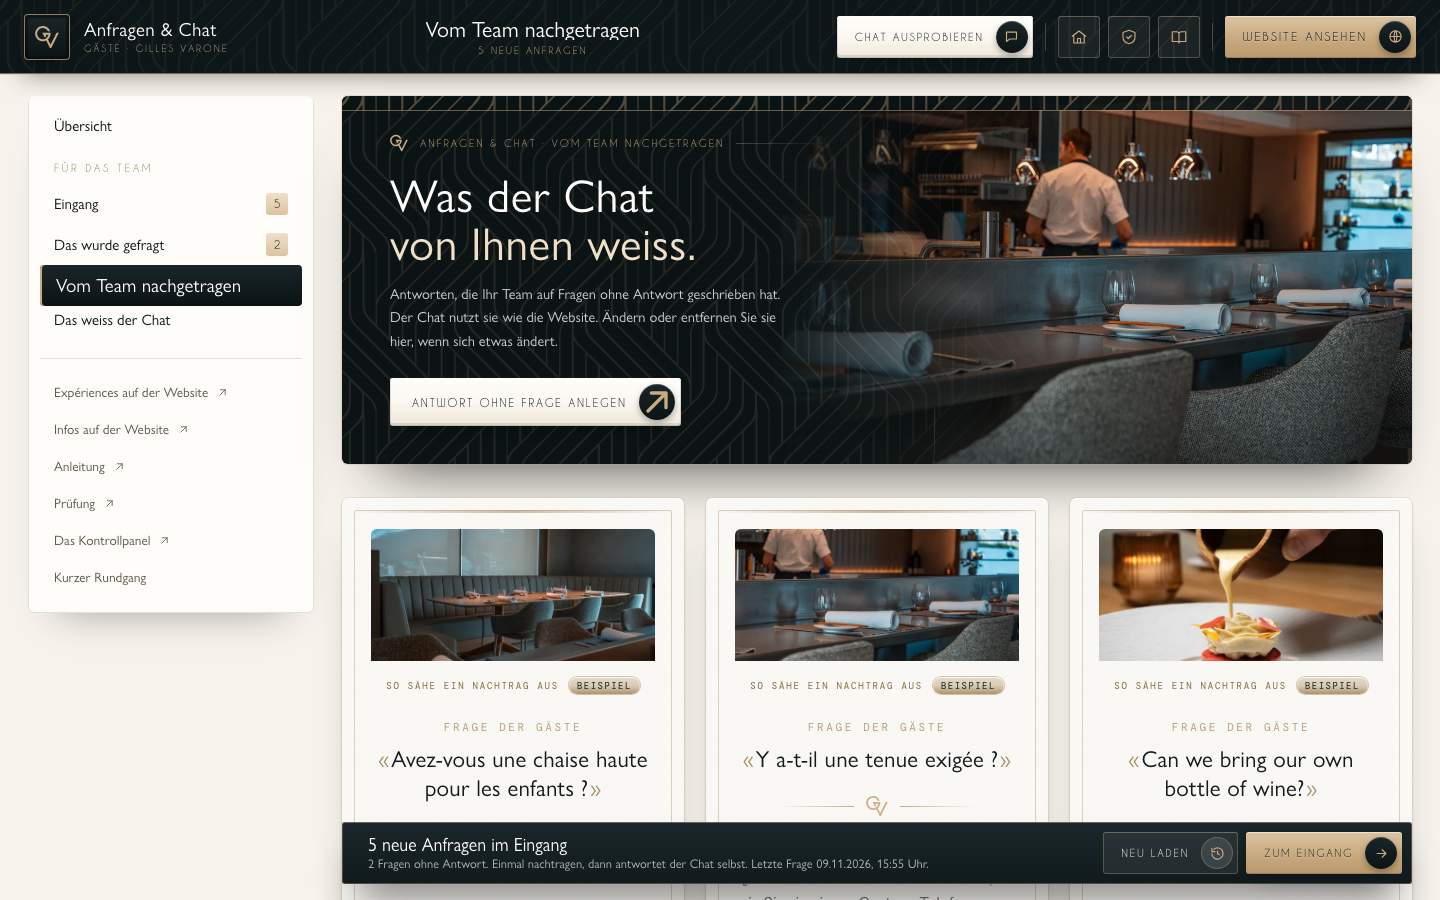 Anfragen & Chat
GÄSTE · GILLES VARONE
Vom Team nachgetragen
5 NEUE ANFRAGEN
CHAT AUSPROBIEREN
WEBSITE ANSEHEN
Übersicht
FÜR DAS TEAM
Eingang 5
Das wurde gefragt 2
Vom Team nachgetragen
Das weiss der Chat
Expériences auf der Website
Infos auf der Website
Anleitung
Prüfung
Das Kontrollpanel
Kurzer Rundgang
ANFRAGEN & CHAT · VOM TEAM NACHGETRAGEN
Was der Chat
von Ihnen weiss.
Antworten, die Ihr Team auf Fragen ohne Antwort geschrieben hat.
Der Chat nutzt sie wie die Website. Ändern oder entfernen Sie sie
hier, wenn sich etwas ändert.
ANTWORT OHNE FRAGE ANLEGEN
SO SÄHE EIN NACHTRAG AUS BEISPIEL
FRAGE DER GÄSTE
«Avez-vous une chaise haute
pour les enfants ?»
SO SÄHE EIN NACHTRAG AUS BEISPIEL
FRAGE DER GÄSTE
«Y a-t-il une tenue exigée ?»
SO SÄHE EIN NACHTRAG AUS BEISPIEL
FRAGE DER GÄSTE
«Can we bring our own
bottle of wine?»
5 neue Anfragen im Eingang
2 Fragen ohne Antwort. Einmal nachtragen, dann antwortet der Chat selbst. Letzte Frage 09.11.2026, 15:55 Uhr.
NEU LADEN
ZUM EINGANG